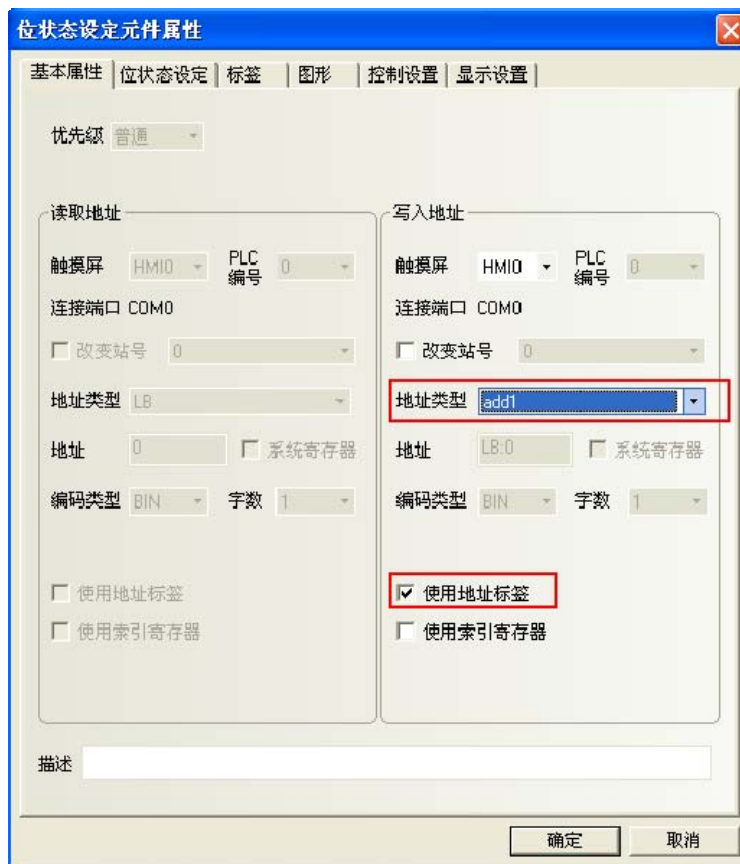 位状态设定元件属性
基本属性 位状态设定 标签 图形 控制设置 显示设置
优先级 普通
读取地址
触摸屏 HMI0 PLC编号 0
连接端口 COM0
改变站号 0
地址类型 LB
地址 0 系统寄存器
编码类型 BIN 字数 1
使用地址标签
使用索引寄存器
写入地址
触摸屏 HMI0 PLC编号 0
连接端口 COM0
改变站号 0
地址类型 add1
地址 LB:0 系统寄存器
编码类型 BIN 字数 1
使用地址标签
使用索引寄存器
描述
确定 取消